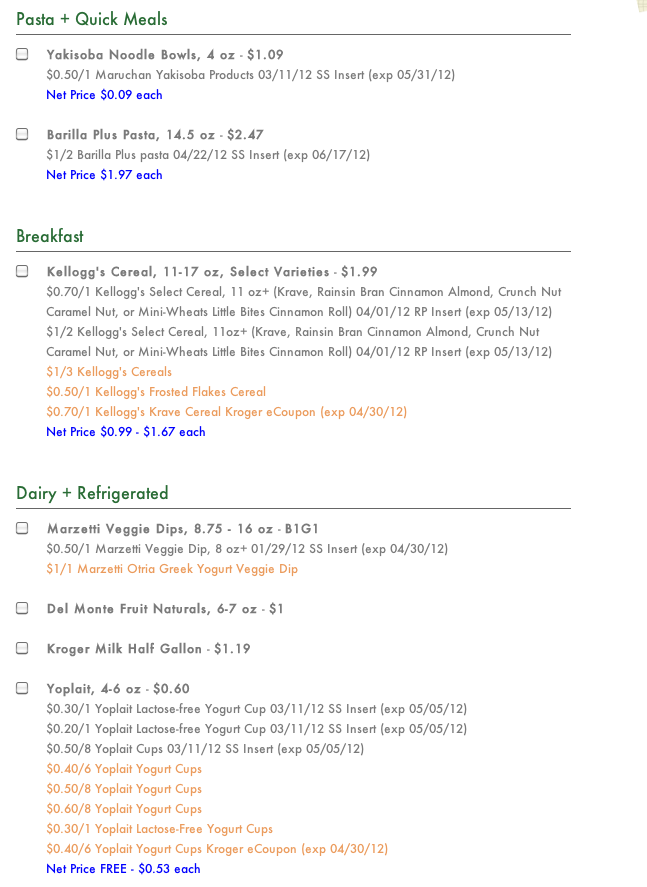 Pasta + Quick Meals
Yakisoba Noodle Bowls, 4 oz - $1.09
$0.50/1 Maruchan Yakisoba Products 03/11/12 SS Insert (exp 05/31/12)
Net Price $0.09 each
Barilla Plus Pasta, 14.5 oz - $2.47
$1/2 Barilla Plus pasta 04/22/12 SS Insert (exp 06/17/12)
Net Price $1.97 each
Breakfast
Kellogg's Cereal, 11-17 oz, Select Varieties - $1.99
$0.70/1 Kellogg's Select Cereal, 11 oz+ (Krave, Rainsin Bran Cinnamon Almond, Crunch Nut
Caramel Nut, or Mini-Wheats Little Bites Cinnamon Roll) 04/01/12 RP Insert (exp 05/13/12)
$1/2 Kellogg's Select Cereal, 11oz+ (Krave, Rainsin Bran Cinnamon Almond, Crunch Nut
Caramel Nut, or Mini-Wheats Little Bites Cinnamon Roll) 04/01/12 RP Insert (exp 05/13/12)
$1/3 Kellogg's Cereals
$0.50/1 Kellogg's Frosted Flakes Cereal
$0.70/1 Kellogg's Krave Cereal Kroger eCoupon (exp 04/30/12)
Net Price $0.99 - $1.67 each
Dairy + Refrigerated
Marzetti Veggie Dips, 8.75 - 16 oz - B1G1
$0.50/1 Marzetti Veggie Dip, 8 oz+ 01/29/12 SS Insert (exp 04/30/12)
$1/1 Marzetti Otria Greek Yogurt Veggie Dip
Del Monte Fruit Naturals, 6-7 oz - $1
Kroger Milk Half Gallon - $1.19
Yoplait, 4-6 oz - $0.60
$0.30/1 Yoplait Lactose-free Yogurt Cup 03/11/12 SS Insert (exp 05/05/12)
$0.20/1 Yoplait Lactose-free Yogurt Cup 03/11/12 SS Insert (exp 05/05/12)
$0.50/8 Yoplait Cups 03/11/12 SS Insert (exp 05/05/12)
$0.40/6 Yoplait Yogurt Cups
$0.50/8 Yoplait Yogurt Cups
$0.60/8 Yoplait Yogurt Cups
$0.30/1 Yoplait Lactose-Free Yogurt Cups
$0.40/6 Yoplait Yogurt Cups Kroger eCoupon (exp 04/30/12)
Net Price FREE - $0.53 each